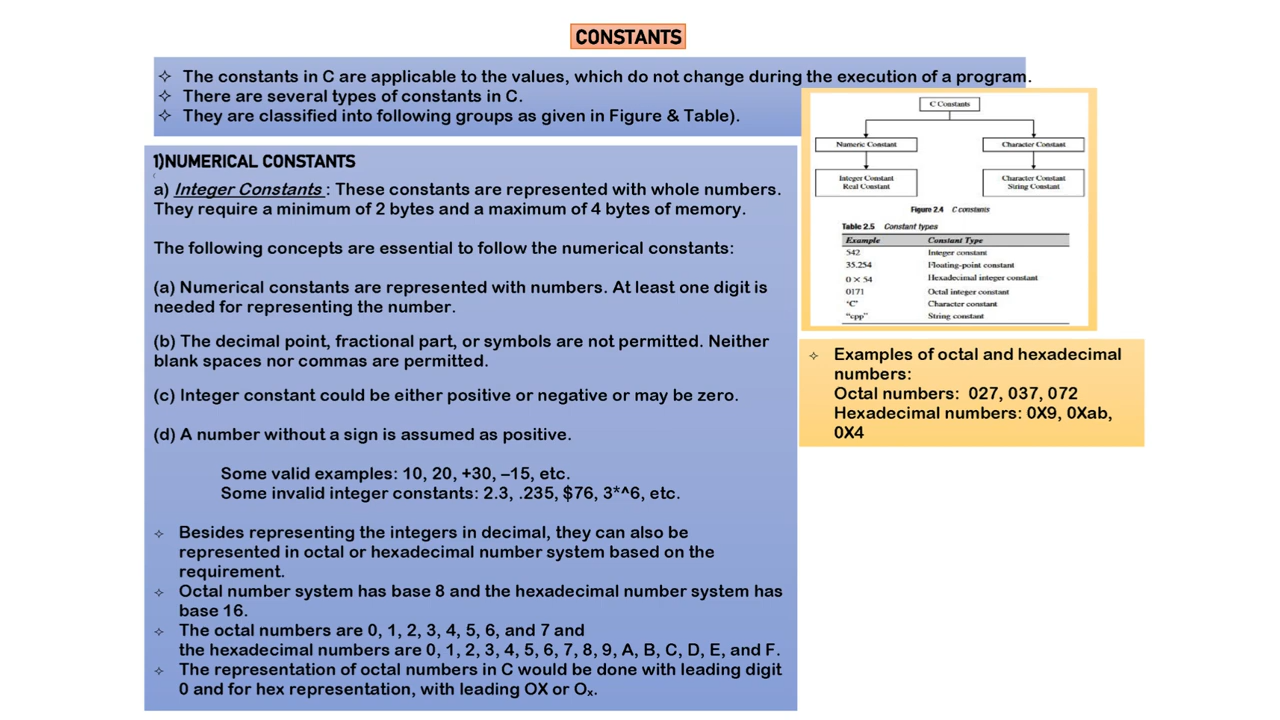 CONSTANTS
✧ The constants in C are applicable to the values, which do not change during the execution of a program.
✧ There are several types of constants in C.
✧ They are classified into following groups as given in Figure & Table).
1)NUMERICAL CONSTANTS
(
a) Integer Constants : These constants are represented with whole numbers.
They require a minimum of 2 bytes and a maximum of 4 bytes of memory.
The following concepts are essential to follow the numerical constants:
(a) Numerical constants are represented with numbers. At least one digit is
needed for representing the number.
(b) The decimal point, fractional part, or symbols are not permitted. Neither
blank spaces nor commas are permitted.
(c) Integer constant could be either positive or negative or may be zero.
(d) A number without a sign is assumed as positive.
Some valid examples: 10, 20, +30, –15, etc.
Some invalid integer constants: 2.3, .235, $76, 3*^6, etc.
✧ Besides representing the integers in decimal, they can also be
represented in octal or hexadecimal number system based on the
requirement.
✧ Octal number system has base 8 and the hexadecimal number system has
base 16.
✧ The octal numbers are 0, 1, 2, 3, 4, 5, 6, and 7 and
the hexadecimal numbers are 0, 1, 2, 3, 4, 5, 6, 7, 8, 9, A, B, C, D, E, and F.
✧ The representation of octal numbers in C would be done with leading digit
0 and for hex representation, with leading OX or Oₓ.
C Constants
Numeric Constant Character Constant
Integer Constant Character Constant
Real Constant String Constant
Figure 2.4 C constants
Table 2.5 Constant types
Example Constant Type
542 Integer constant
35.254 Floating-point constant
0 × 54 Hexadecimal integer constant
0171 Octal integer constant
‘C’ Character constant
“cpp” String constant
✧ Examples of octal and hexadecimal
numbers:
Octal numbers: 027, 037, 072
Hexadecimal numbers: 0X9, 0Xab,
0X4